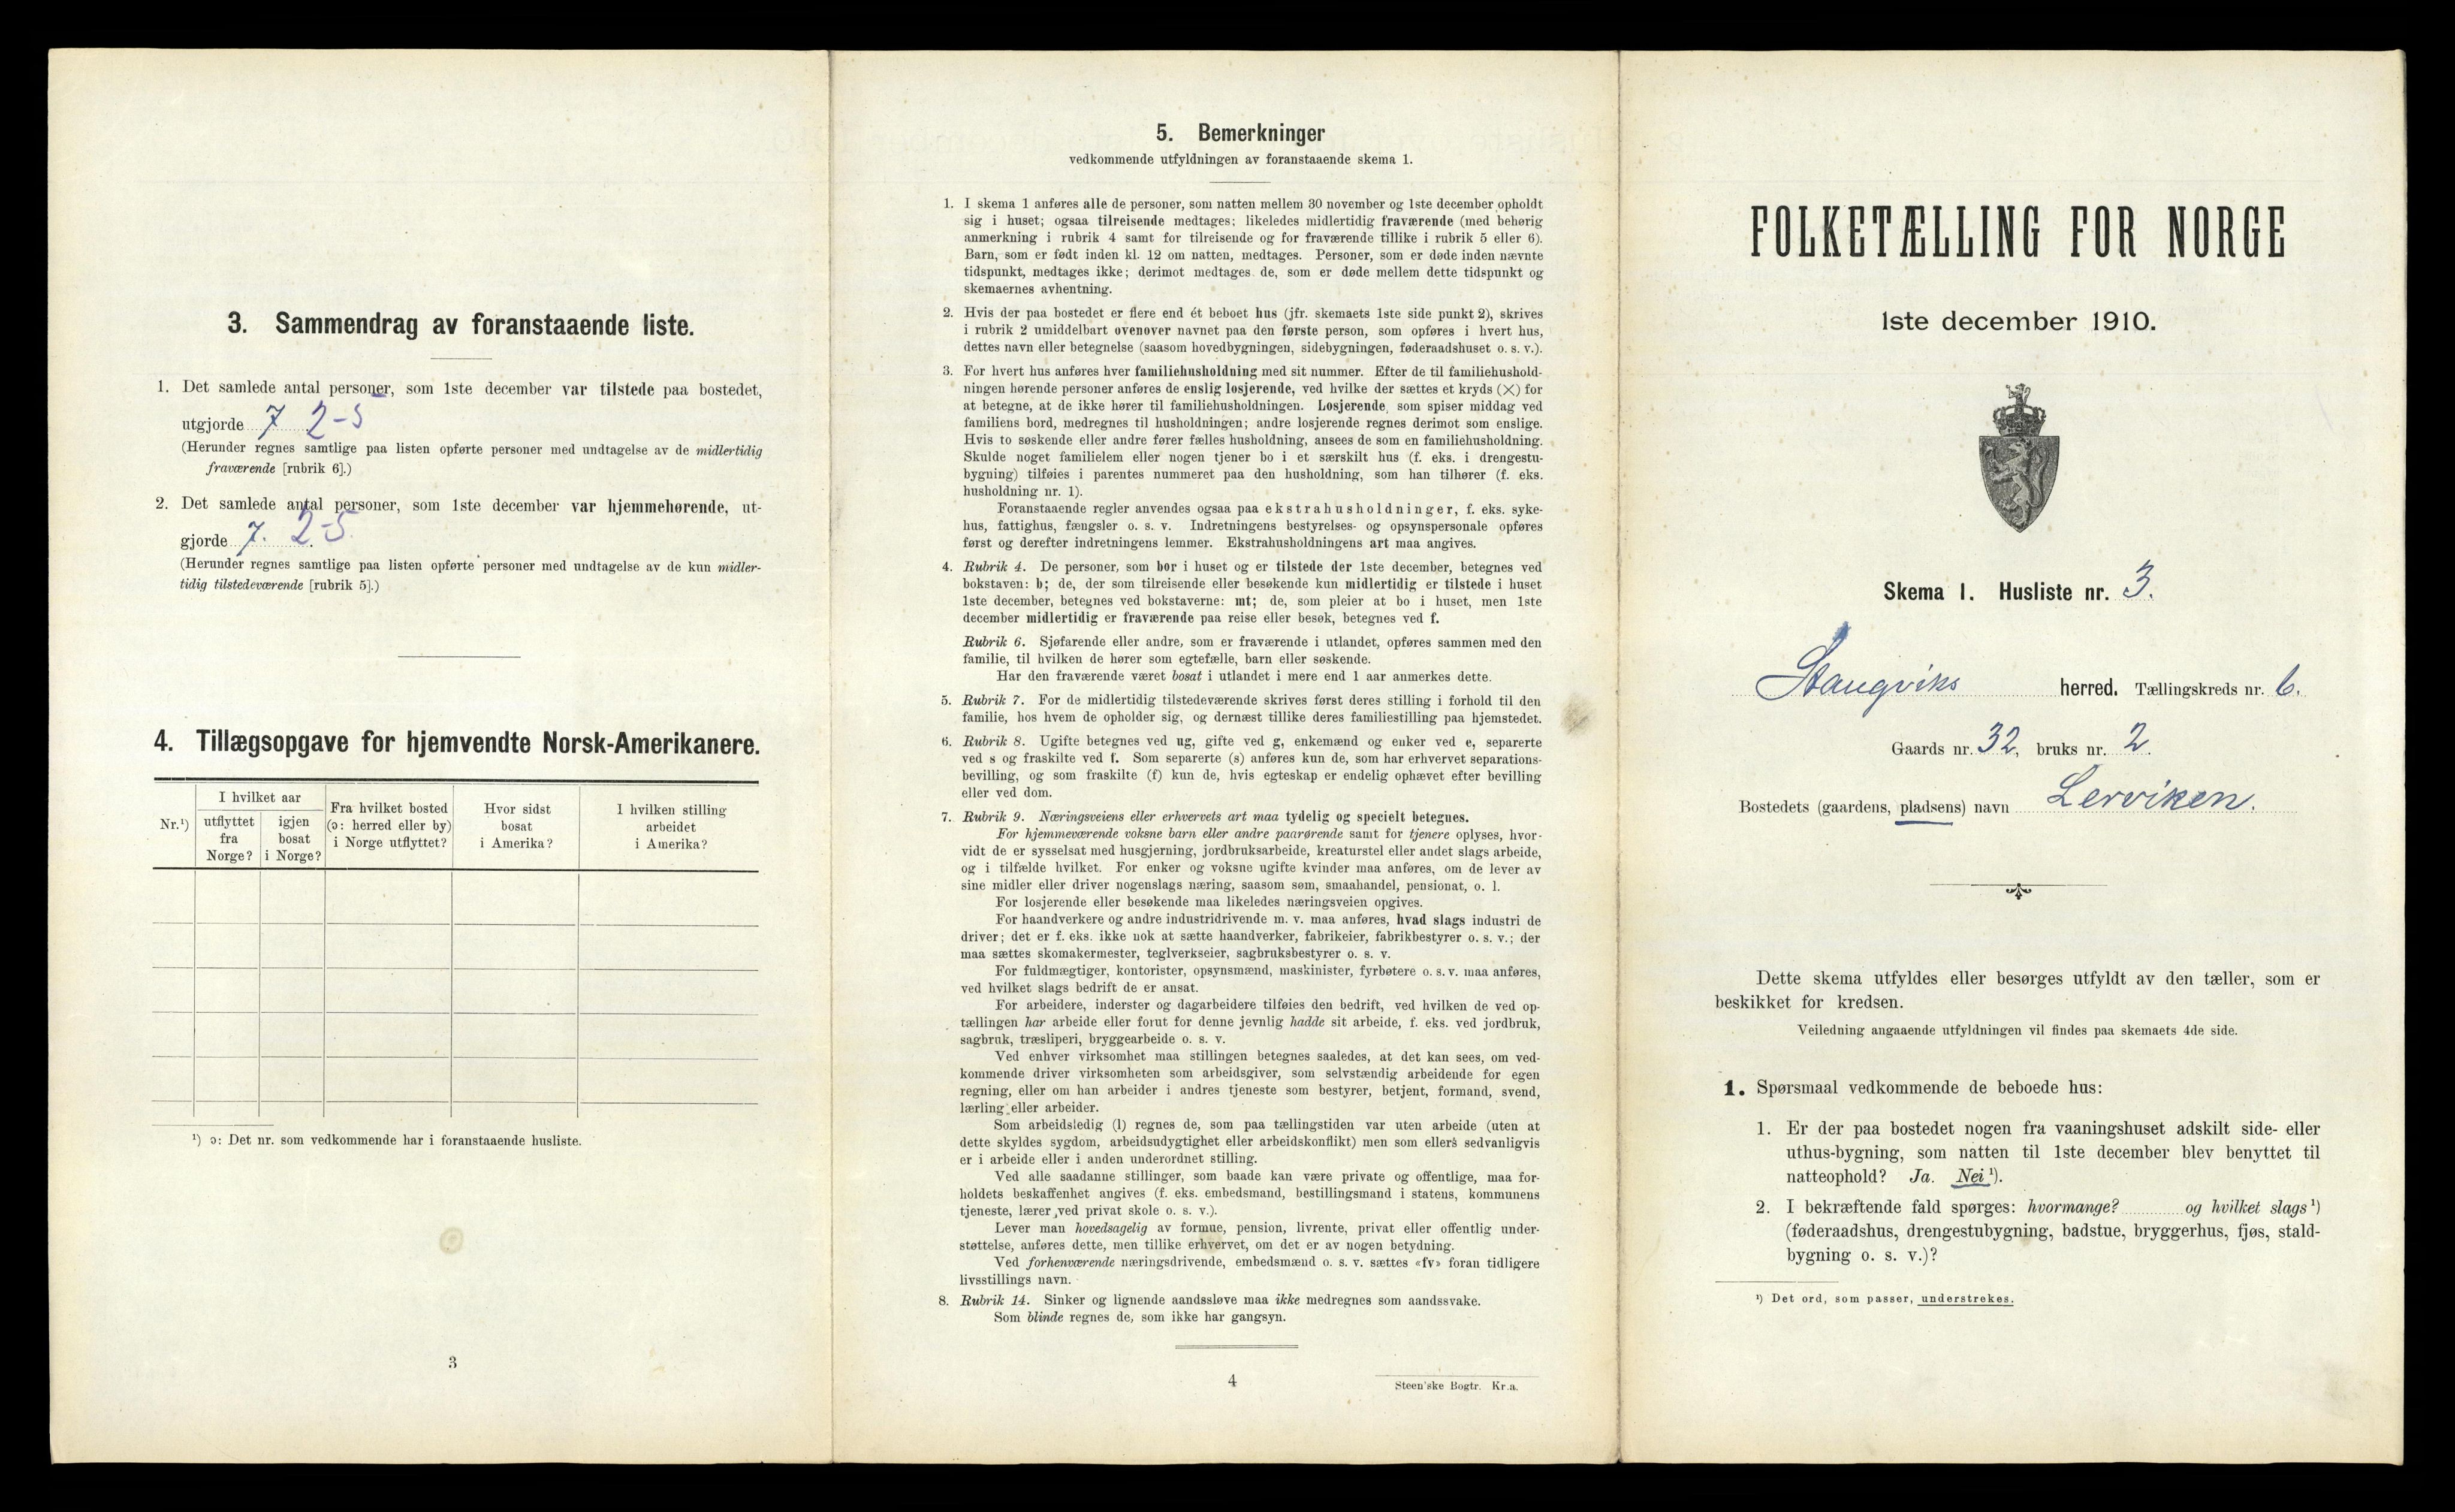 3. Sammendrag av foranstaaende liste.
1. Det samlede antal personer, som 1ste december var tilstede paa bostedet,
utgjorde 7 2-5
(Herunder regnes samtlige paa listen opførte personer med undtagelse av de midlertidig
fraværende [rubrik 6].)
2. Det samlede antal personer, som 1ste december var hjemmehørende, ut-
gjorde 7. 2-5.
(Herunder regnes samtlige paa listen opførte personer med undtagelse av de kun midler-
tidig tilstedeværende [rubrik 5].)
4. Tillægsopgave for hjemvendte Norsk-Amerikanere.
Nr.¹)
I hvilket aar
utflyttet
fra
Norge?
igjen
bosat
i Norge?
Fra hvilket bosted
(ɔ: herred eller by)
i Norge utflyttet?
Hvor sidst
bosat
i Amerika?
I hvilken stilling
arbeidet
i Amerika?
¹) ɔ: Det nr. som vedkommende har i foranstaaende husliste.
3
5. Bemerkninger
vedkommende utfyldningen av foranstaaende skema 1.
1. I skema 1 anføres alle de personer, som natten mellem 30 november og 1ste december opholdt
sig i huset; ogsaa tilreisende medtages; likeledes midlertidig fraværende (med behørig
anmerkning i rubrik 4 samt for tilreisende og for fraværende tillike i rubrik 5 eller 6).
Barn, som er født inden kl. 12 om natten, medtages. Personer, som er døde inden nævnte
tidspunkt, medtages ikke; derimot medtages de, som er døde mellem dette tidspunkt og
skemaernes avhentning.
2. Hvis der paa bostedet er flere end ét beboet hus (jfr. skemaets 1ste side punkt 2), skrives
i rubrik 2 umiddelbart ovenover navnet paa den første person, som opføres i hvert hus,
dettes navn eller betegnelse (saasom hovedbygningen, sidebygningen, føderaadshuset o. s. v.).
3. For hvert hus anføres hver familiehusholdning med sit nummer. Efter de til familiehushold-
ningen hørende personer anføres de enslig losjerende, ved hvilke der sættes et kryds (×) for
at betegne, at de ikke hører til familiehusholdningen. Losjerende, som spiser middag ved
familiens bord, medregnes til husholdningen; andre losjerende regnes derimot som enslige.
Hvis to søskende eller andre fører fælles husholdning, ansees de som en familiehusholdning.
Skulde noget familielem eller nogen tjener bo i et særskilt hus (f. eks. i drengestu-
bygning) tilføies i parentes nummeret paa den husholdning, som han tilhører (f. eks.
husholdning nr. 1).
Foranstaaende regler anvendes ogsaa paa ekstrahusholdninger, f. eks. syke-
hus, fattighus, fængsler o. s. v. Indretningens bestyrelses- og opsynspersonale opføres
først og derefter indretningens lemmer. Ekstrahusholdningens art maa angives.
4. Rubrik 4. De personer, som bor i huset og er tilstede der 1ste december, betegnes ved
bokstaven: b; de, der som tilreisende eller besøkende kun midlertidig er tilstede i huset
1ste december, betegnes ved bokstaverne: mt; de, som pleier at bo i huset, men 1ste
december midlertidig er fraværende paa reise eller besøk, betegnes ved f.
Rubrik 6. Sjøfarende eller andre, som er fraværende i utlandet, opføres sammen med den
familie, til hvilken de hører som egtefælle, barn eller søskende.
Har den fraværende været bosat i utlandet i mere end 1 aar anmerkes dette.
5. Rubrik 7. For de midlertidig tilstedeværende skrives først deres stilling i forhold til den
familie, hos hvem de opholder sig, og dernæst tillike deres familiestilling paa hjemstedet.
6. Rubrik 8. Ugifte betegnes ved ug, gifte ved g, enkemænd og enker ved e, separerte
ved s og fraskilte ved f. Som separerte (s) anføres kun de, som har erhvervet separations-
bevilling, og som fraskilte (f) kun de, hvis egteskap er endelig ophævet efter bevilling
eller ved dom.
7. Rubrik 9. Næringsveiens eller erhvervets art maa tydelig og specielt betegnes.
For hjemmeværende voksne barn eller andre paarørende samt for tjenere oplyses, hvor-
vidt de er sysselsat med husgjerning, jordbruksarbeide, kreaturstel eller andet slags arbeide,
og i tilfælde hvilket. For enker og voksne ugifte kvinder maa anføres, om de lever av
sine midler eller driver nogenslags næring, saasom søm, smaahandel, pensionat, o. l.
For losjerende eller besøkende maa likeledes næringsveien opgives.
For haandverkere og andre industridrivende m. v. maa anføres, hvad slags industri de
driver; det er f. eks. ikke nok at sætte haandverker, fabrikeier, fabrikbestyrer o. s. v.; der
maa sættes skomakermester, teglverkseier, sagbruksbestyrer o. s. v.
For fuldmægtiger, kontorister, opsynsmænd, maskinister, fyrbøtere o. s. v. maa anføres,
ved hvilket slags bedrift de er ansat.
For arbeidere, inderster og dagarbeidere tilføies den bedrift, ved hvilken de ved op-
tællingen har arbeide eller forut for denne jevnlig hadde sit arbeide, f. eks. ved jordbruk,
sagbruk, træsliperi, bryggearbeide o. s. v.
Ved enhver virksomhet maa stillingen betegnes saaledes, at det kan sees, om ved-
kommende driver virksomheten som arbeidsgiver, som selvstændig arbeidende for egen
regning, eller om han arbeider i andres tjeneste som bestyrer, betjent, formand, svend,
lærling eller arbeider.
Som arbeidsledig (l) regnes de, som paa tællingstiden var uten arbeide (uten at
dette skyldes sygdom, arbeidsudygtighet eller arbeidskonflikt) men som ellers sedvanligvis
er i arbeide eller i anden underordnet stilling.
Ved alle saadanne stillinger, som baade kan være private og offentlige, maa for-
holdets beskaffenhet angives (f. eks. embedsmand, bestillingsmand i statens, kommunens
tjeneste, lærer ved privat skole o. s. v.).
Lever man hovedsagelig av formue, pension, livrente, privat eller offentlig under-
støttelse, anføres dette, men tillike erhvervet, om det er av nogen betydning.
Ved forhenværende næringsdrivende, embedsmænd o. s. v. sættes «fv» foran tidligere
livsstillings navn.
8. Rubrik 14. Sinker og lignende aandssløve maa ikke medregnes som aandssvake.
Som blinde regnes de, som ikke har gangsyn.
4
Steen'ske Bogtr. Kr.a.
FOLKETÆLLING FOR NORGE
1ste december 1910.
Skema 1. Husliste nr. 3.
Stangviks herred. Tællingskreds nr. 6.
Gaards nr. 32, bruks nr. 2.
Bostedets (gaardens, pladsens) navn Lerviken.
Dette skema utfyldes eller besørges utfyldt av den tæller, som er
beskikket for kredsen.
Veiledning angaaende utfyldningen vil findes paa skemaets 4de side.
1. Spørsmaal vedkommende de beboede hus:
1. Er der paa bostedet nogen fra vaaningshuset adskilt side- eller
uthus-bygning, som natten til 1ste december blev benyttet til
natteophold? Ja. Nei ¹).
2. I bekræftende fald spørges: hvormange? og hvilket slags ¹)
(føderaadshus, drengestubygning, badstue, bryggerhus, fjøs, stald-
bygning o. s. v.)?
¹) Det ord, som passer, understrekes.